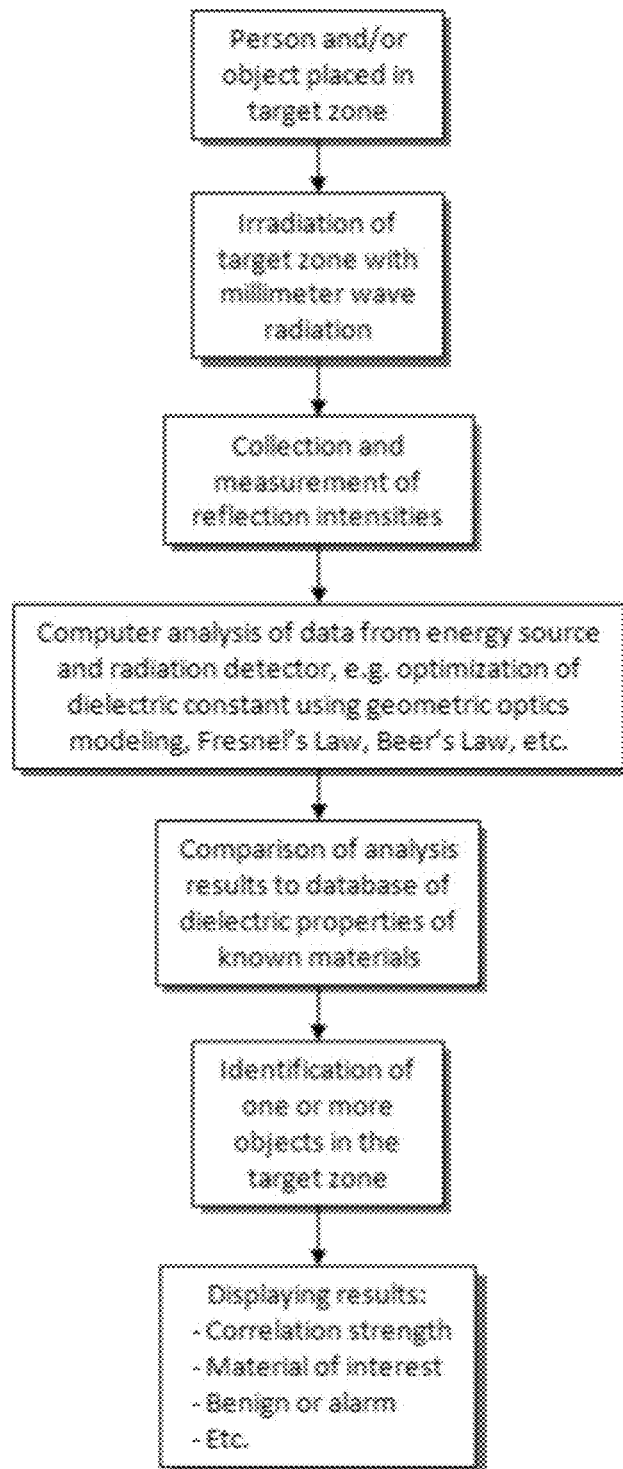 Person and/or
object placed in
target zone
Irradiation of
target zone with
millimeter wave
radiation
Collection and
measurement of
reflection intensities
Computer analysis of data from energy source
and radiation detector, e.g. optimization of
dielectric constant using geometric optics
modeling, Fresnel's Law, Beer's Law, etc.
Comparison of analysis
results to database of
dielectric properties of
known materials
Identification of
one or more
objects in the
target zone
Displaying results:
- Correlation strength
- Material of interest
- Benign or alarm
- Etc.